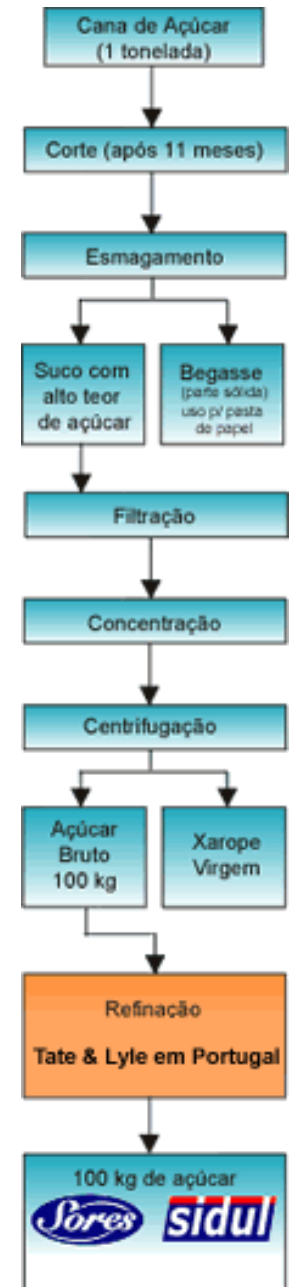 Cana de Açúcar
(1 tonelada)
Corte (após 11 meses)
Esmagamento
Suco com
alto teor
de açúcar
Begasse
(parte sólida)
uso p/ pasta
de papel
Filtração
Concentração
Centrifugação
Açúcar
Bruto
100 kg
Xarope
Virgem
Refinação
Tate & Lyle em Portugal
100 kg de açúcar
Sores
sidul